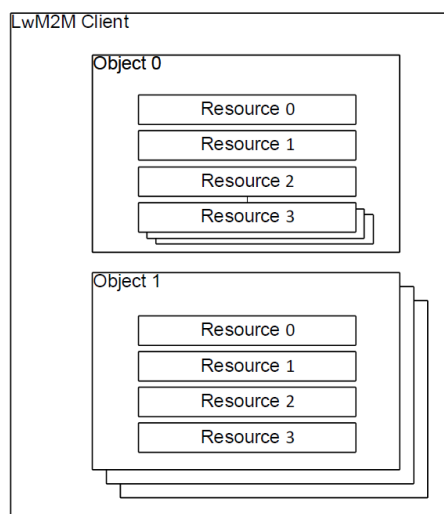 LwM2M Client
Object 0
Resource 0
Resource 1
Resource 2
Resource 3
Object 1
Resource 0
Resource 1
Resource 2
Resource 3